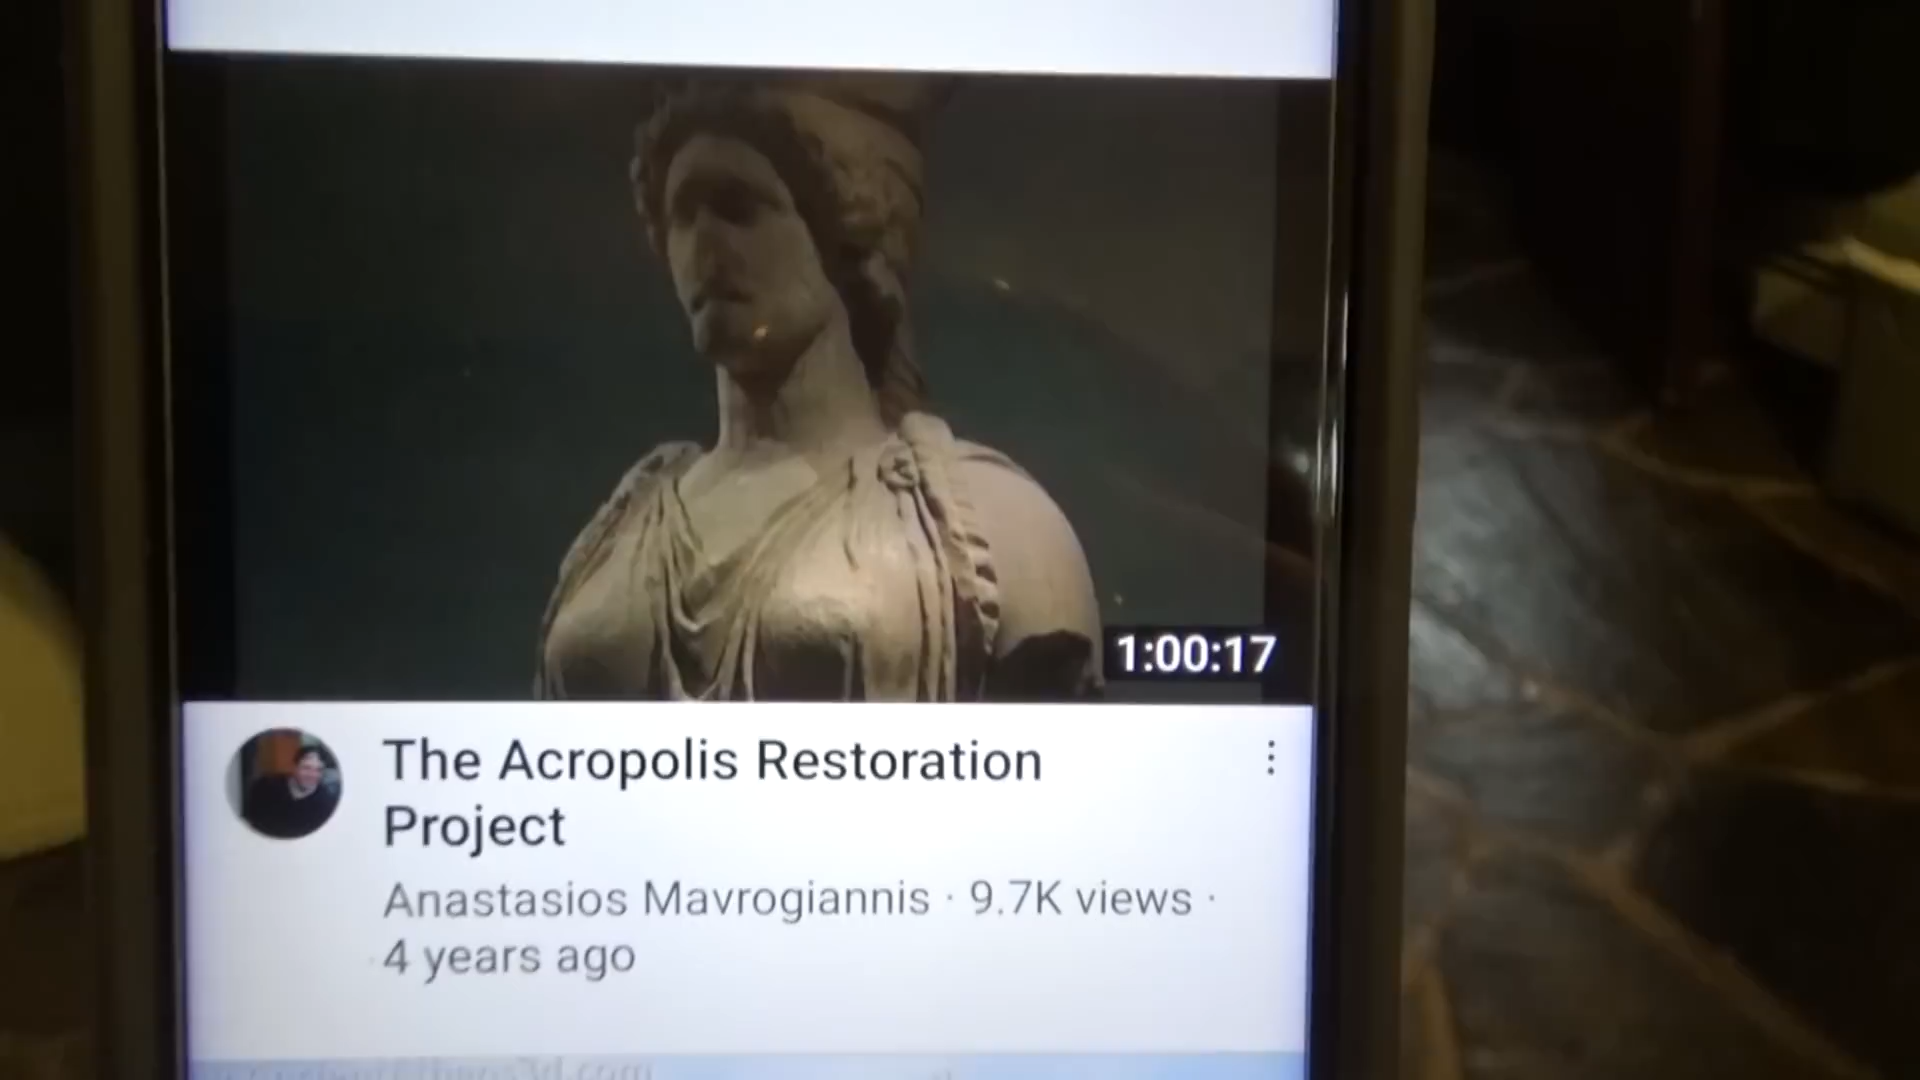 1:00:17
The Acropolis Restoration
Project
Anastasios Mavrogiannis · 9.7K views ·
4 years ago